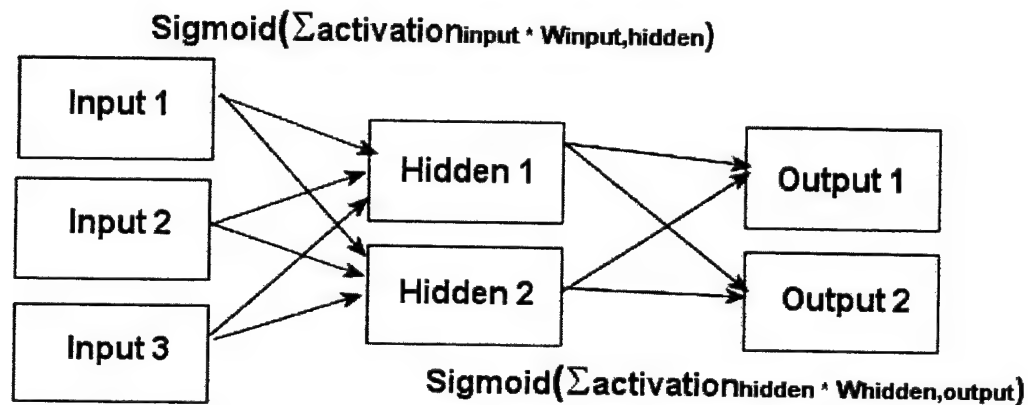 Sigmoid(Σactivationinput * Winput,hidden)
Input 1
Input 2
Input 3
Hidden 1
Hidden 2
Output 1
Output 2
Sigmoid(Σactivationhidden * Whidden,output)